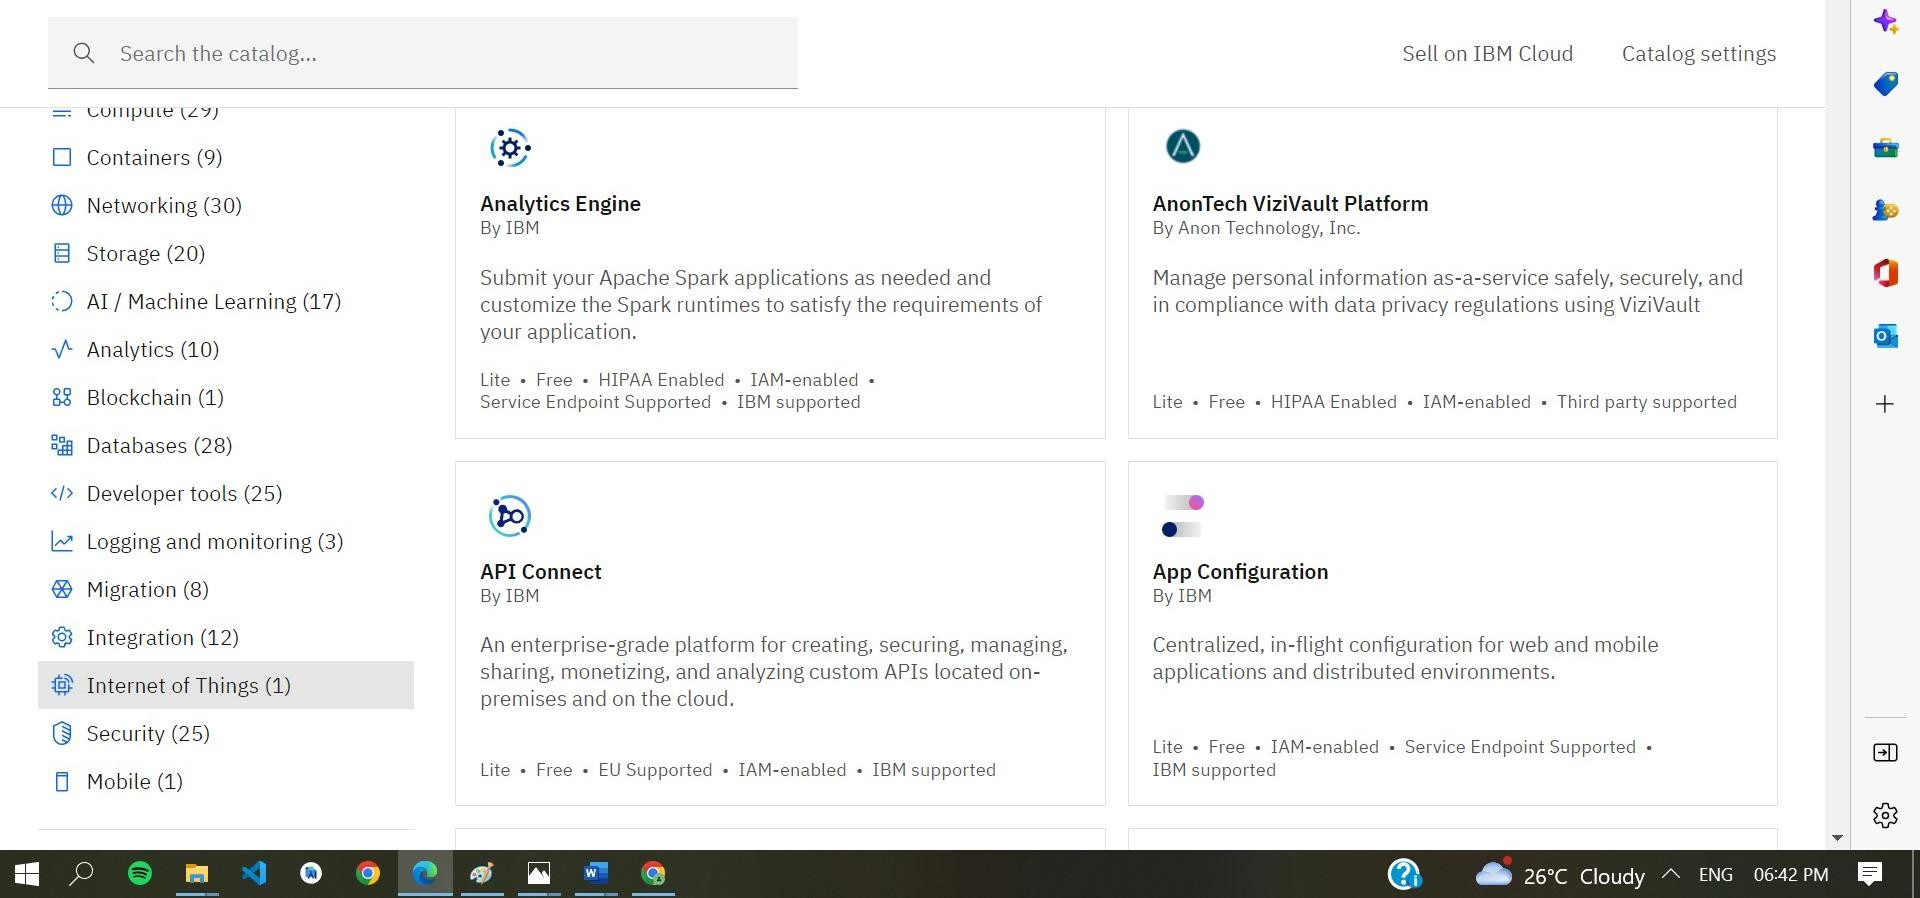 Search the catalog...
Sell on IBM Cloud
Catalog settings
Compute (29)
Containers (9)
Networking (30)
Storage (20)
AI / Machine Learning (17)
Analytics (10)
Blockchain (1)
Databases (28)
Developer tools (25)
Logging and monitoring (3)
Migration (8)
Integration (12)
Internet of Things (1)
Security (25)
Mobile (1)
Analytics Engine
By IBM
Submit your Apache Spark applications as needed and
customize the Spark runtimes to satisfy the requirements of
your application.
Lite • Free • HIPAA Enabled • IAM-enabled •
Service Endpoint Supported • IBM supported
AnonTech ViziVault Platform
By Anon Technology, Inc.
Manage personal information as-a-service safely, securely, and
in compliance with data privacy regulations using ViziVault
Lite • Free • HIPAA Enabled • IAM-enabled • Third party supported
API Connect
By IBM
An enterprise-grade platform for creating, securing, managing,
sharing, monetizing, and analyzing custom APIs located on-
premises and on the cloud.
Lite • Free • EU Supported • IAM-enabled • IBM supported
App Configuration
By IBM
Centralized, in-flight configuration for web and mobile
applications and distributed environments.
Lite • Free • IAM-enabled • Service Endpoint Supported •
IBM supported
26°C Cloudy
ENG
06:42 PM